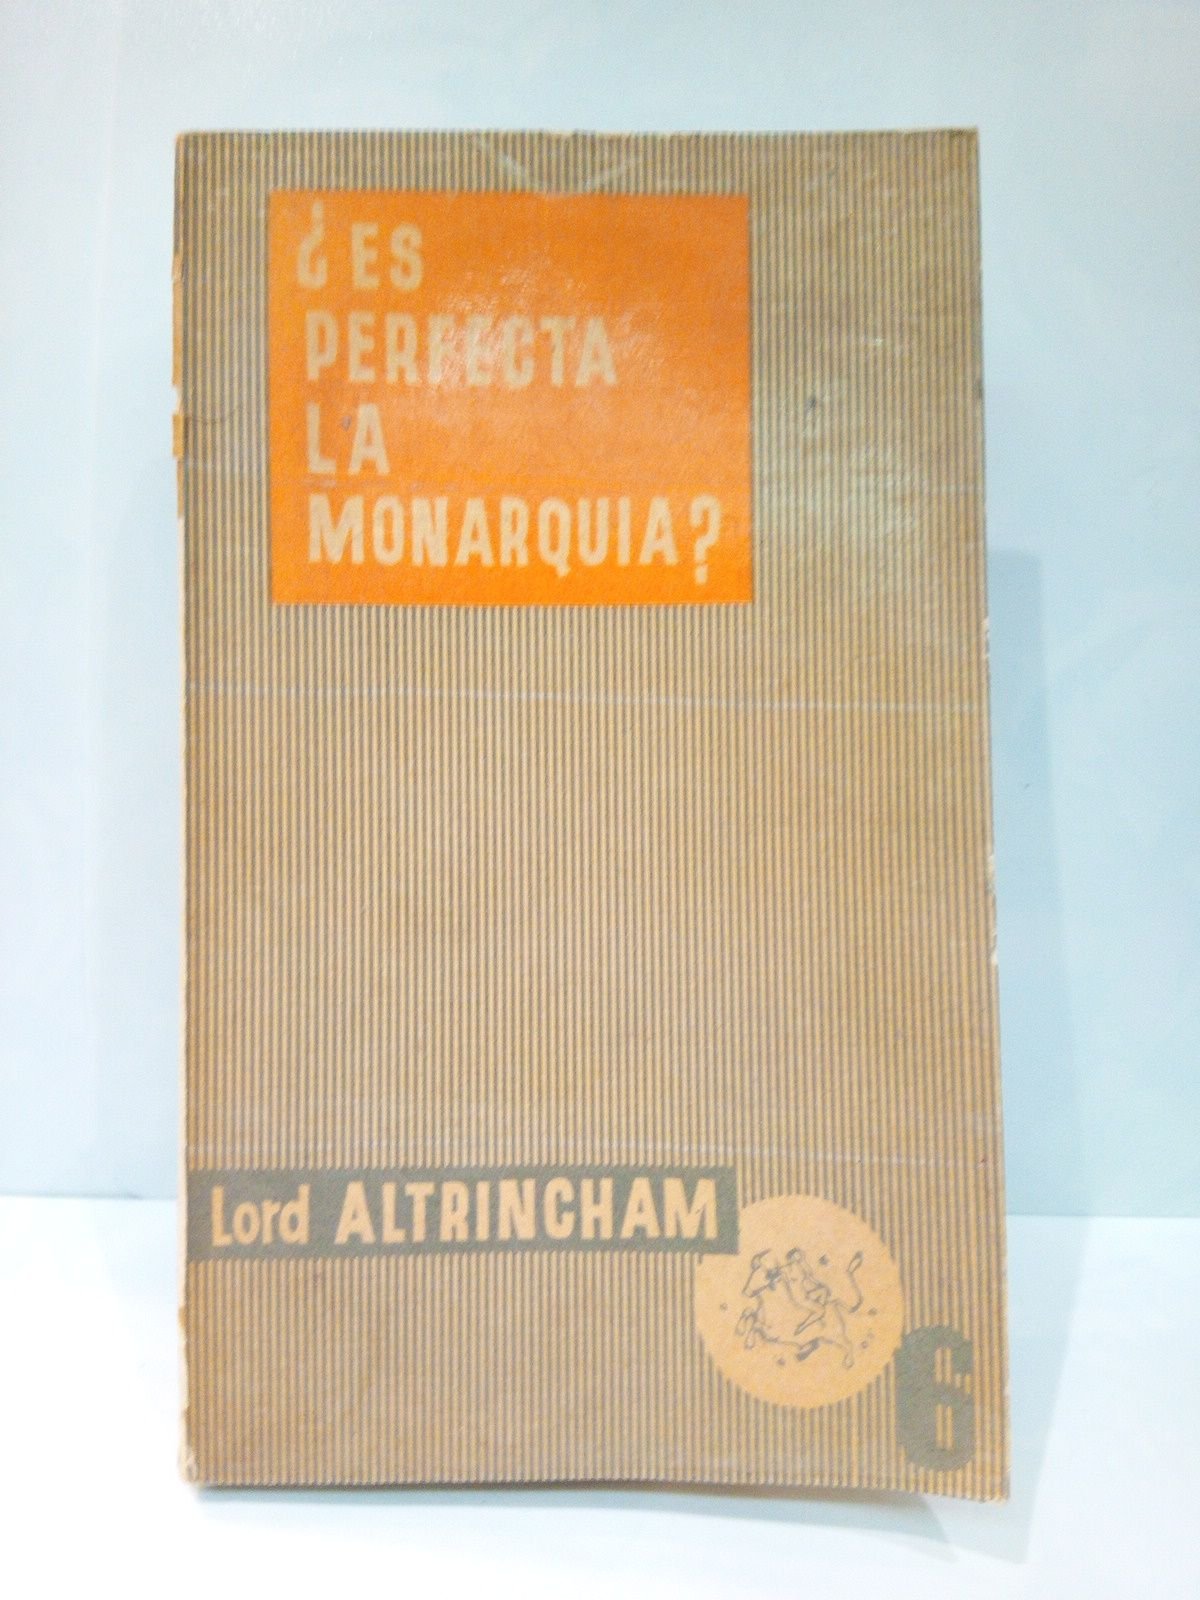 ¿ES
PERFECTA
LA
MONARQUIA?
Lord ALTRINCHAM
6